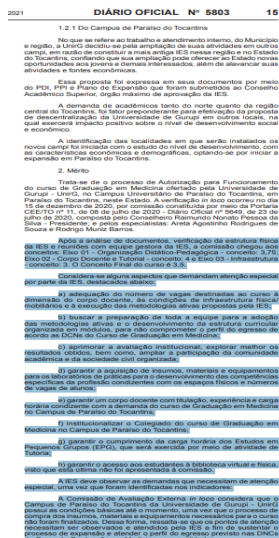 2021 DIÁRIO OFICIAL Nº 5803 15
1.2.1 Do Campus de Paraíso do Tocantins
No que se refere ao trabalho e atendimento interno, do Município
e região, a UnirG decidiu-se pela ampliação de suas atividades em outros
campi, em razão de constituir a mais antiga IES nessa região e no Estado
do Tocantins, confiando que sua ampliação pode oferecer ao Estado novas
oportunidades aos jovens e demais interessados, além de alavancar suas
atividades e fontes econômicas.
Essa proposta foi expressa em seus documentos por meio
do PDI, PPI e Plano de Expansão que foram submetidos ao Conselho
Acadêmico Superior, órgão máximo de aprovação da IES.
A demanda de acadêmicos tanto do norte quanto da região
central do Tocantins, foi fator preponderante para efetivação da proposta
de descentralização da Universidade de Gurupi em outros locais, na
qual exercerá impacto positivo sobre o nível de desenvolvimento social
e econômico.
A identificação das localidades em que serão instalados os
novos campi foi iniciada com o estudo do nível de desenvolvimento, com
as características econômicas e demográficas, optando-se por iniciar a
expansão em Paraíso do Tocantins.
2. Mérito
Trata-se de o processo de Autorização para Funcionamento
do curso de Graduação em Medicina ofertado pela Universidade de
Gurupi - UnirG, no Campus Universitário de Paraíso do Tocantins, em
Paraíso do Tocantins, neste Estado. A verificação in loco ocorreu no dia
15 de dezembro de 2020, por comissão constituída por meio da Portaria
CEE/TO nº 11, de 08 de julho de 2020 - Diário Oficial nº 5649, de 23 de
julho de 2020, composta pelo Conselheiro Raimundo Nonato Pessoa da
Silva - Presidente; e pelos especialistas: Areta Agostinho Rodrigues de
Souza e Rodrigo Muniz Barros.
Após a análise de documentos, verificação da estrutura física
da IES e reuniões com equipe gestora da IES, a comissão chegou aos
conceitos: Eixo 01 - Organização Didático-Pedagógica - conceito: 3,75;
Eixo 02 - Corpo Docente e Tutorial - conceito: 4 e Eixo 03 - Infraestrutura
- conceito: 3. O Conceito Final do curso é 3,5.
Considera-se alguns aspectos que demandam atenção especial
por parte da IES, destacados abaixo:
a) adequação do número de vagas destinadas ao curso à
dimensão do corpo docente, às condições de infraestrutura física/
mobiliários e à execução das metodologias ativas propostas pela IES;
b) buscar a preparação de toda a equipe para a adoção
das metodologias ativas e o desenvolvimento da estrutura curricular
organizada em módulos, para não comprometer o perfil do egresso de
acordo as DCNs do Curso de Graduação em Medicina;
c) aprimorar a avaliação institucional, explorar melhor os
resultados obtidos, bem como, ampliar a participação da comunidade
acadêmica e da sociedade civil organizada;
d) garantir a aquisição de insumos, materiais e equipamentos
para os laboratórios de práticas para o desenvolvimento das competências
específicas da profissão condizentes com os espaços físicos e números
de vagas de alunos;
e) garantir um corpo docente com titulação, experiência e carga
horária condizente com a demanda do curso de Graduação em Medicina
no Campus de Paraíso do Tocantins;
f) institucionalizar o Colegiado do curso de Graduação em
Medicina no Campus de Paraíso do Tocantins;
g) garantir o cumprimento da carga horária dos Estudos em
Pequenos Grupos (EPG), que será exercida por meio de atividade de
Tutoria;
h) garantir o acesso aos estudantes à biblioteca virtual e física,
visto que esta última não foi apresentada à comissão;
A IES deve observar as demandas que necessitam de atenção
especial, uma vez que foram identificadas nos indicadores.
A Comissão de Avaliação Externa in loco considera que o
Campus de Paraíso do Tocantins da Universidade de Gurupi - UnirG
possui as condições básicas até o momento, uma vez que o processo de
compra dos insumos, materiais e equipamentos necessários para o curso
não foram finalizados. Dessa forma, ressalta-se que os pontos de atenção
necessitam ser observados e atendidos pela IES a fim de sustentar o
processo de expansão e atender o perfil do egresso previsto nas DNCs